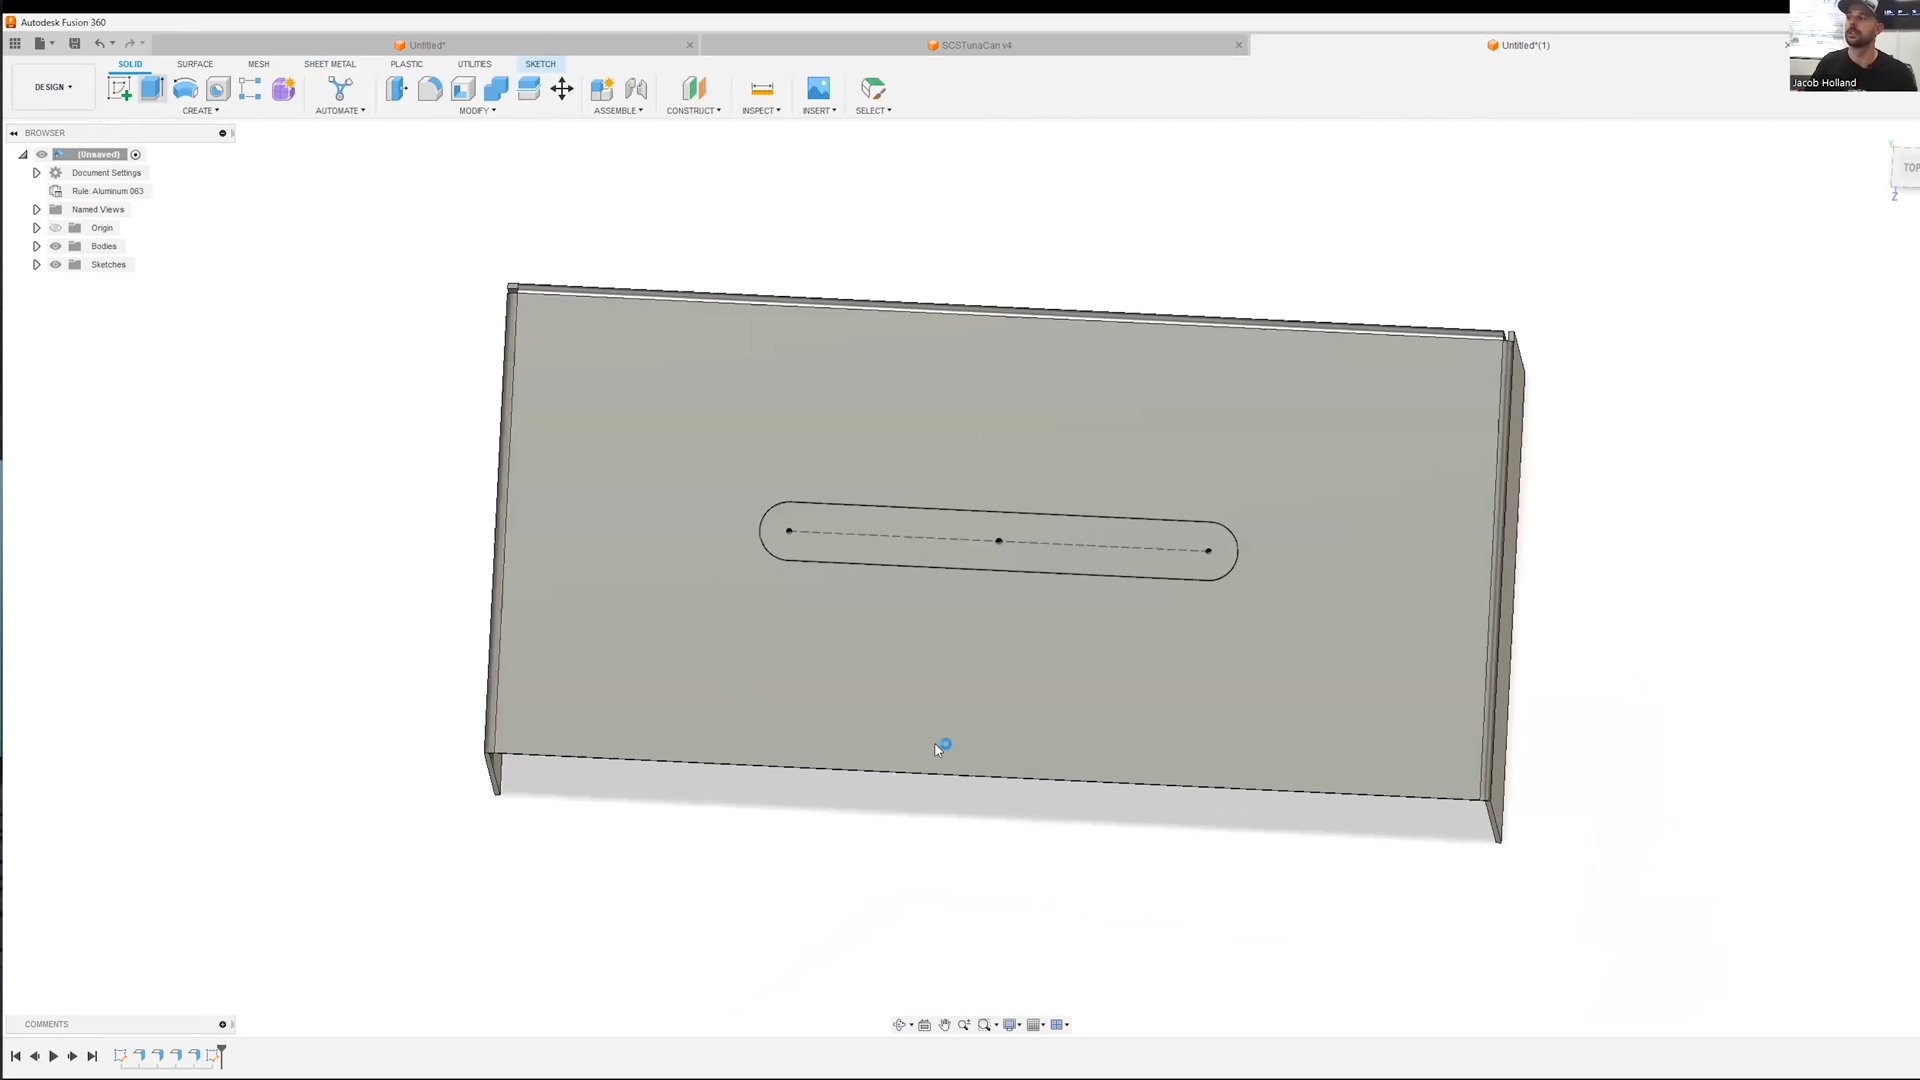 Autodesk Fusion 360
Untitled*
SCSTunaCan v4
Untitled*(1)
Jacob Holland
SOLID
SURFACE
MESH
SHEET METAL
PLASTIC
UTILITIES
SKETCH
DESIGN
CREATE
AUTOMATE
MODIFY
ASSEMBLE
CONSTRUCT
INSPECT
INSERT
SELECT
BROWSER
(Unsaved)
Document Settings
Rule: Aluminum 063
Named Views
Origin
Bodies
Sketches
TOP
Z
COMMENTS